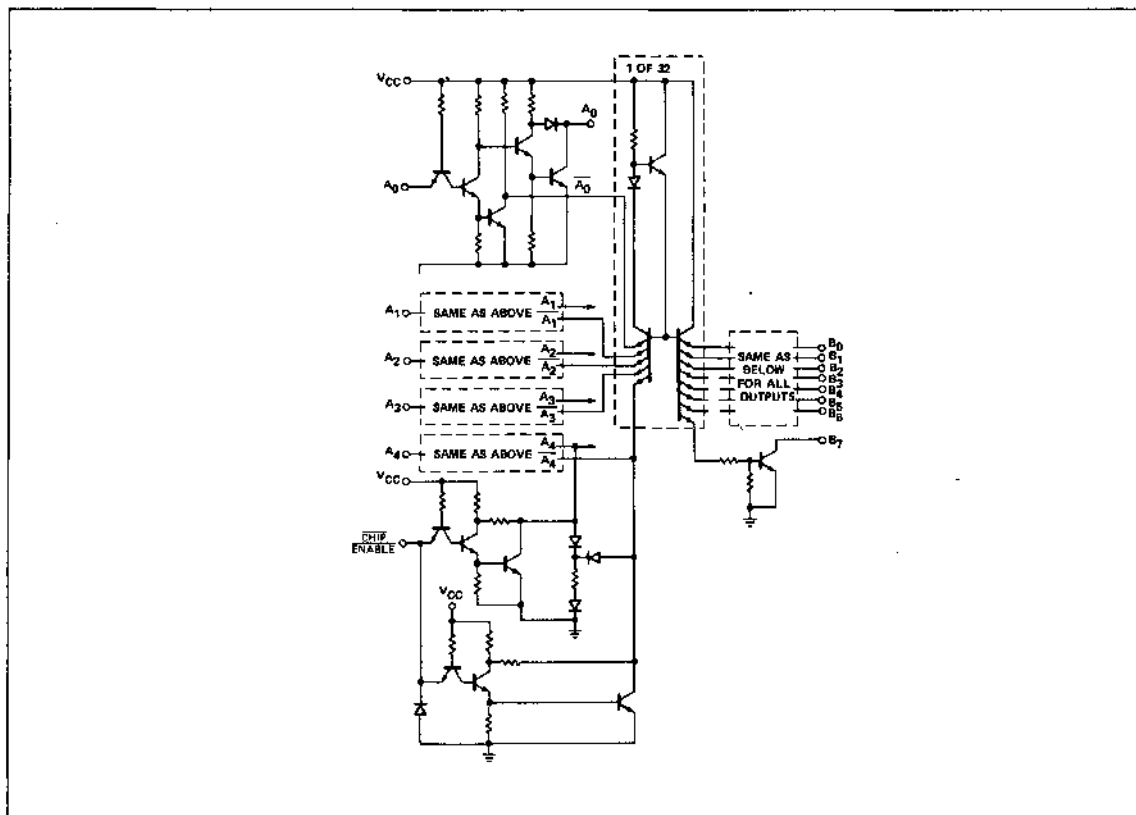 1 OF 32
VCC
A0
A0
A0
A1 SAME AS ABOVE A1
A1
A2 SAME AS ABOVE A2
A2
A3 SAME AS ABOVE A3
A3
A4 SAME AS ABOVE A4
A4
VCC
CHIP
ENABLE
VCC
SAME AS
BELOW
FOR ALL
OUTPUTS
B0
B1
B2
B3
B4
B5
B6
B7